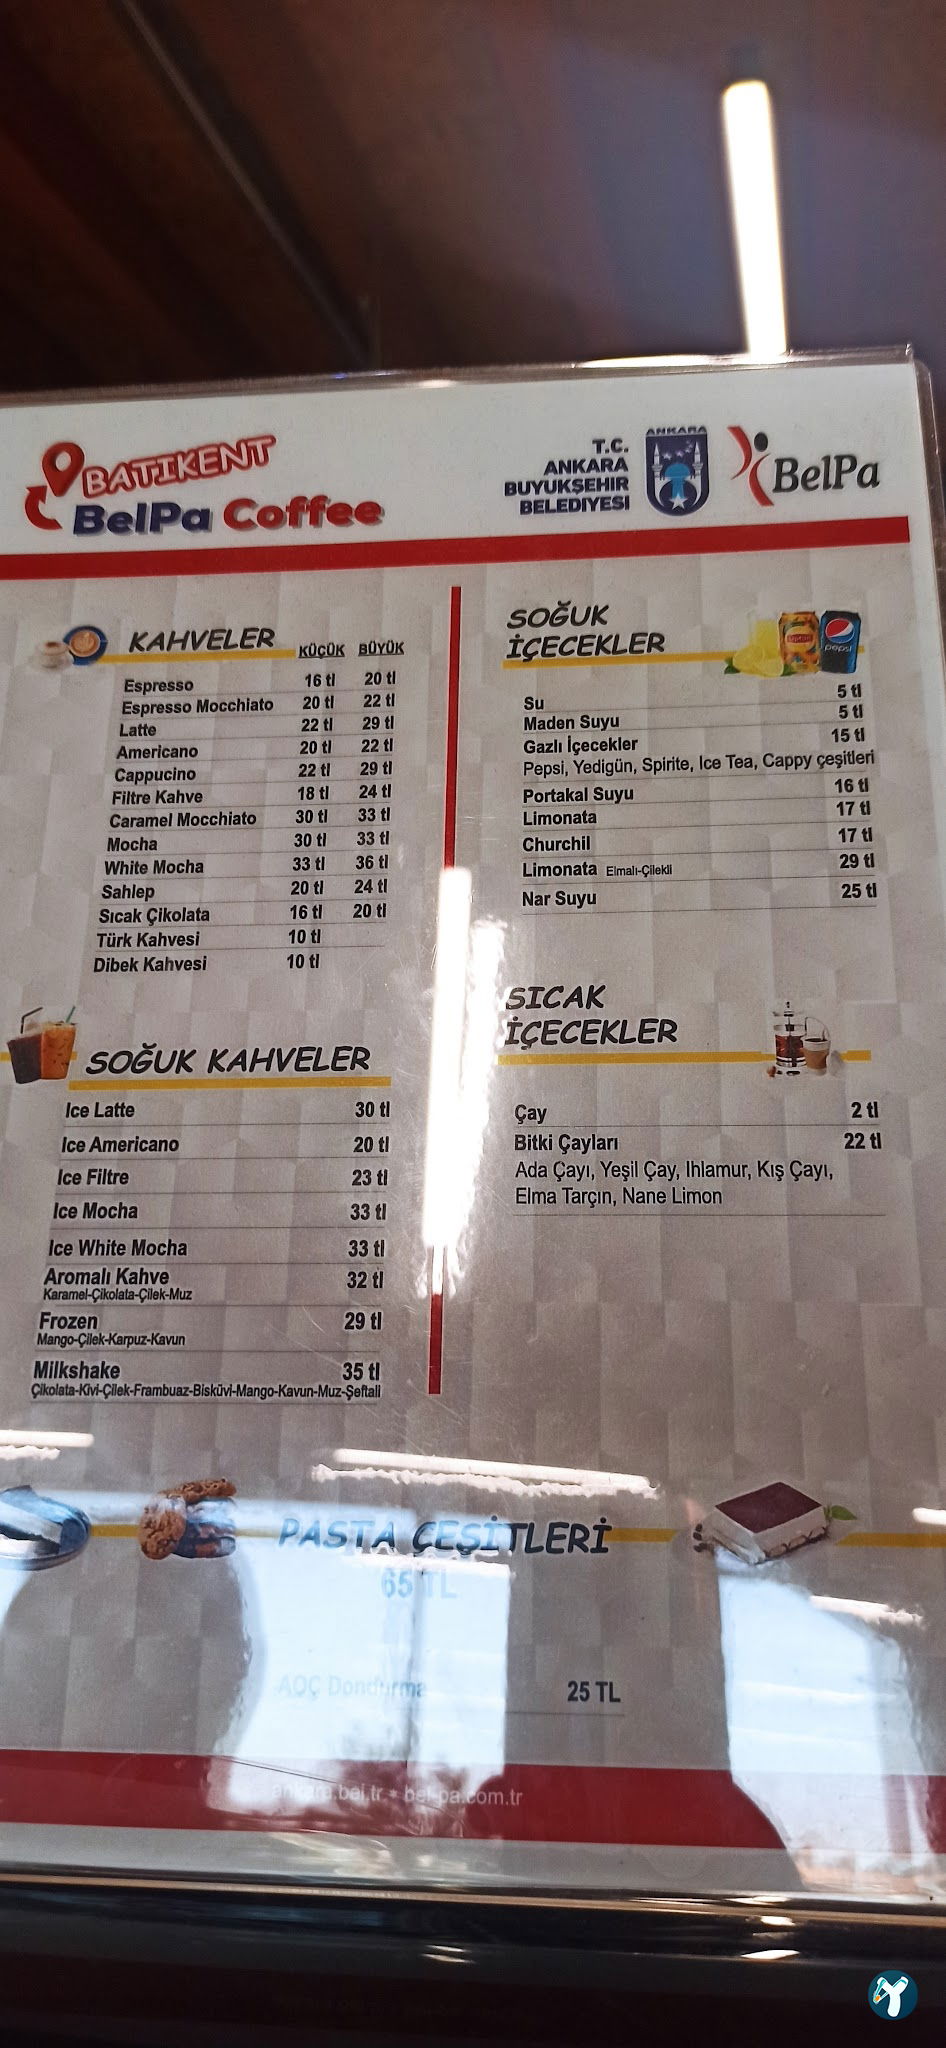 BATIKENT
BelPa Coffee
T.C.
ANKARA
BUYUKŞEHIR
BELEDIYESI
ANKARA
BelPa
KAHVELER KÜÇÜK BÜYÜK
Espresso 16 tl 20 tl
Espresso Mocchiato 20 tl 22 tl
Latte 22 tl 29 tl
Americano 20 tl 22 tl
Cappucino 22 tl 29 tl
Filtre Kahve 18 tl 24 tl
Caramel Mocchiato 30 tl 33 tl
Mocha 30 tl 33 tl
White Mocha 33 tl 36 tl
Sahlep 20 tl 24 tl
Sıcak Çikolata 16 tl 20 tl
Türk Kahvesi 10 tl
Dibek Kahvesi 10 tl
SOĞUK KAHVELER
Ice Latte 30 tl
Ice Americano 20 tl
Ice Filtre 23 tl
Ice Mocha 33 tl
Ice White Mocha 33 tl
Aromalı Kahve 32 tl
Karamel-Çikolata-Çilek-Muz
Frozen 29 tl
Mango-Çilek-Karpuz-Kavun
Milkshake 35 tl
Çikolata-Kivi-Çilek-Frambuaz-Bisküvi-Mango-Kavun-Muz-Şeftali
SOĞUK
İÇECEKLER
Lipton
pepsi
Su 5 tl
Maden Suyu 5 tl
Gazlı İçecekler 15 tl
Pepsi, Yedigün, Spirite, Ice Tea, Cappy çeşitleri
Portakal Suyu 16 tl
Limonata 17 tl
Churchil 17 tl
Limonata Elmalı-Çilekli 29 tl
Nar Suyu 25 tl
SICAK
İÇECEKLER
Çay 2 tl
Bitki Çayları 22 tl
Ada Çayı, Yeşil Çay, Ihlamur, Kış Çayı,
Elma Tarçın, Nane Limon
PASTA ÇEŞİTLERİ
65 TL
AOÇ Dondurma 25 TL
ankara.bel.tr * bel-pa.com.tr